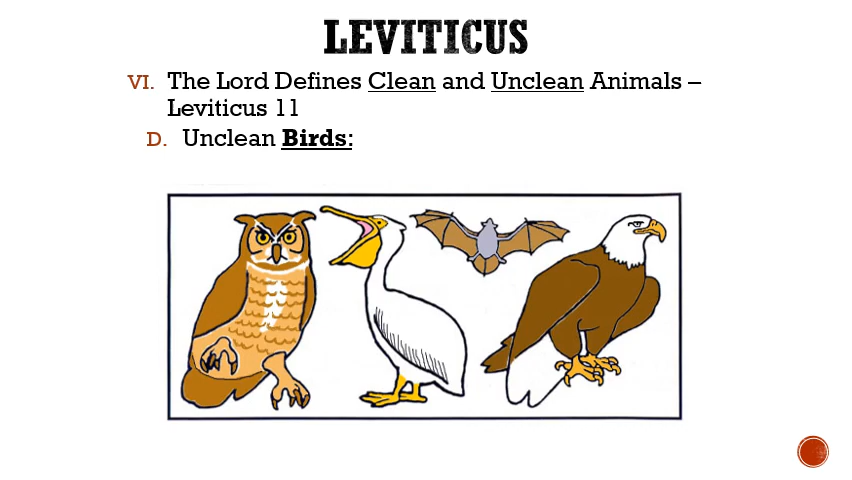 LEVITICUS
VI. The Lord Defines Clean and Unclean Animals –
Leviticus 11
D. Unclean Birds: